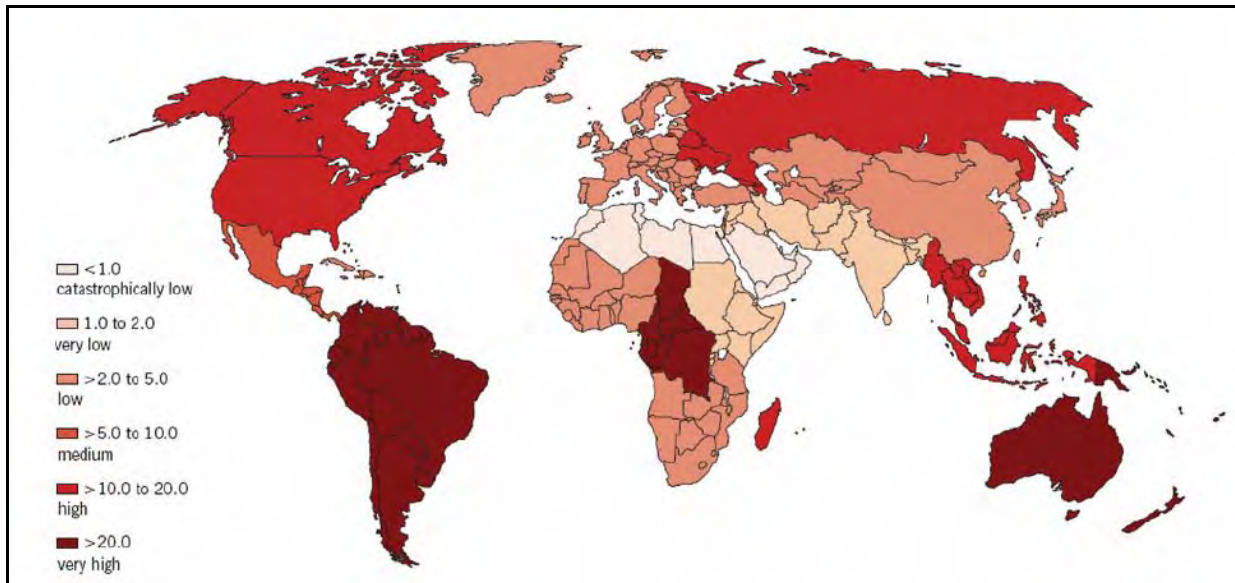 <1.0
catastrophically low
1.0 to 2.0
very low
>2.0 to 5.0
low
>5.0 to 10.0
medium
>10.0 to 20.0
high
>20.0
very high